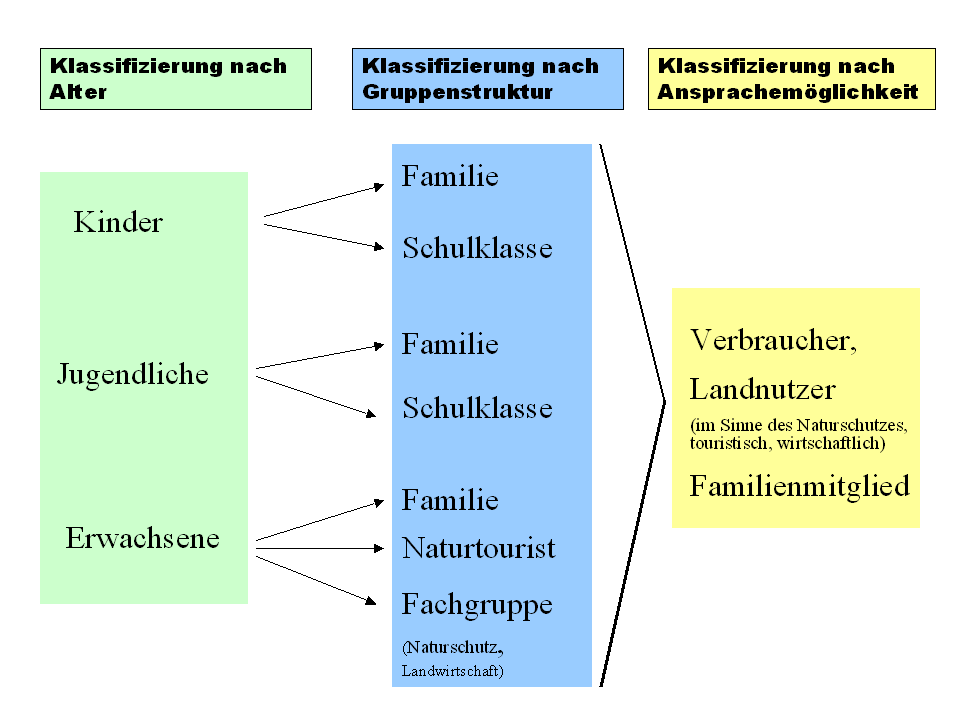 Klassifizierung nach
Alter
Klassifizierung nach
Gruppenstruktur
Klassifizierung nach
Ansprachemöglichkeit
Kinder
Jugendliche
Erwachsene
Familie
Schulklasse
Familie
Schulklasse
Familie
Naturtourist
Fachgruppe
(Naturschutz,
Landwirtschaft)
Verbraucher,
Landnutzer
(im Sinne des Naturschutzes,
touristisch, wirtschaftlich)
Familienmitglied